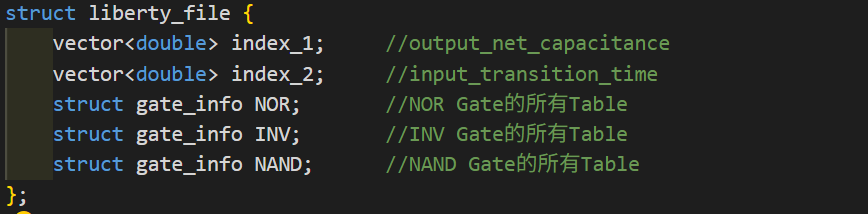 struct liberty_file {
    vector<double> index_1;     //output_net_capacitance
    vector<double> index_2;     //input_transition_time
    struct gate_info NOR;       //NOR Gate的所有Table
    struct gate_info INV;       //INV Gate的所有Table
    struct gate_info NAND;      //NAND Gate的所有Table
};